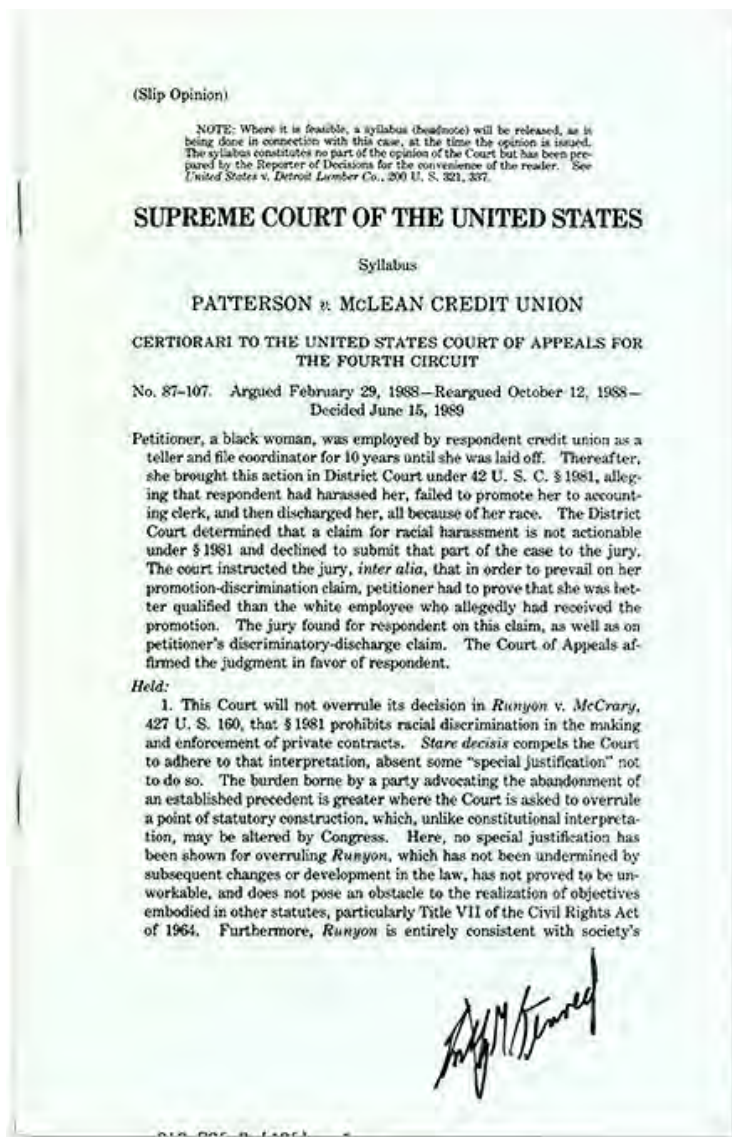 (Slip Opinion)
NOTE: Where it is feasible, a syllabus (headnote) will be released, as is
being done in connection with this case, at the time the opinion is issued.
The syllabus constitutes no part of the opinion of the Court but has been pre-
pared by the Reporter of Decisions for the convenience of the reader. See
United States v. Detroit Lumber Co., 200 U. S. 321, 337.
SUPREME COURT OF THE UNITED STATES
Syllabus
PATTERSON v. McLEAN CREDIT UNION
CERTIORARI TO THE UNITED STATES COURT OF APPEALS FOR
THE FOURTH CIRCUIT
No. 87–107. Argued February 29, 1988—Reargued October 12, 1988—
Decided June 15, 1989
Petitioner, a black woman, was employed by respondent credit union as a
teller and file coordinator for 10 years until she was laid off. Thereafter,
she brought this action in District Court under 42 U. S. C. § 1981, alleg-
ing that respondent had harassed her, failed to promote her to account-
ing clerk, and then discharged her, all because of her race. The District
Court determined that a claim for racial harassment is not actionable
under § 1981 and declined to submit that part of the case to the jury.
The court instructed the jury, inter alia, that in order to prevail on her
promotion-discrimination claim, petitioner had to prove that she was bet-
ter qualified than the white employee who allegedly had received the
promotion. The jury found for respondent on this claim, as well as on
petitioner's discriminatory-discharge claim. The Court of Appeals af-
firmed the judgment in favor of respondent.
Held:
1. This Court will not overrule its decision in Runyon v. McCrary,
427 U. S. 160, that § 1981 prohibits racial discrimination in the making
and enforcement of private contracts. Stare decisis compels the Court
to adhere to that interpretation, absent some "special justification" not
to do so. The burden borne by a party advocating the abandonment of
an established precedent is greater where the Court is asked to overrule
a point of statutory construction, which, unlike constitutional interpreta-
tion, may be altered by Congress. Here, no special justification has
been shown for overruling Runyon, which has not been undermined by
subsequent changes or development in the law, has not proved to be un-
workable, and does not pose an obstacle to the realization of objectives
embodied in other statutes, particularly Title VII of the Civil Rights Act
of 1964. Furthermore, Runyon is entirely consistent with society's